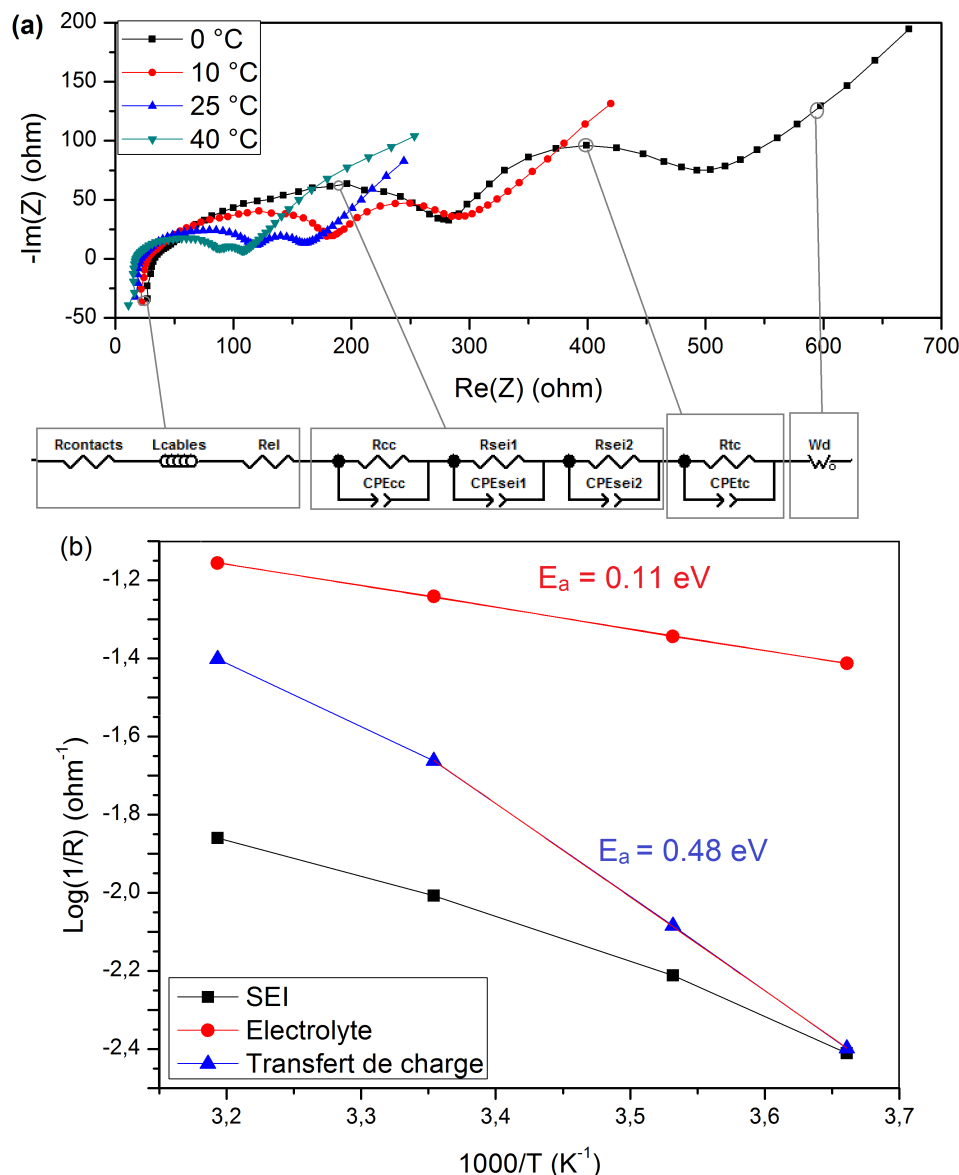 (a)
200
150
100
50
0
-50
-Im(Z) (ohm)
0 °C
10 °C
25 °C
40 °C
0 100 200 300 400 500 600 700
Re(Z) (ohm)
Rcontacts Lcables Rel Rcc Rsei1 Rsei2 Rtc Wd
CPEcc CPEsei1 CPEsei2 CPEtc
(b)
-1,2
-1,4
-1,6
-1,8
-2,0
-2,2
-2,4
Log(1/R) (ohm⁻¹)
Eₐ = 0.11 eV
Eₐ = 0.48 eV
SEI
Electrolyte
Transfert de charge
3,2 3,3 3,4 3,5 3,6 3,7
1000/T (K⁻¹)